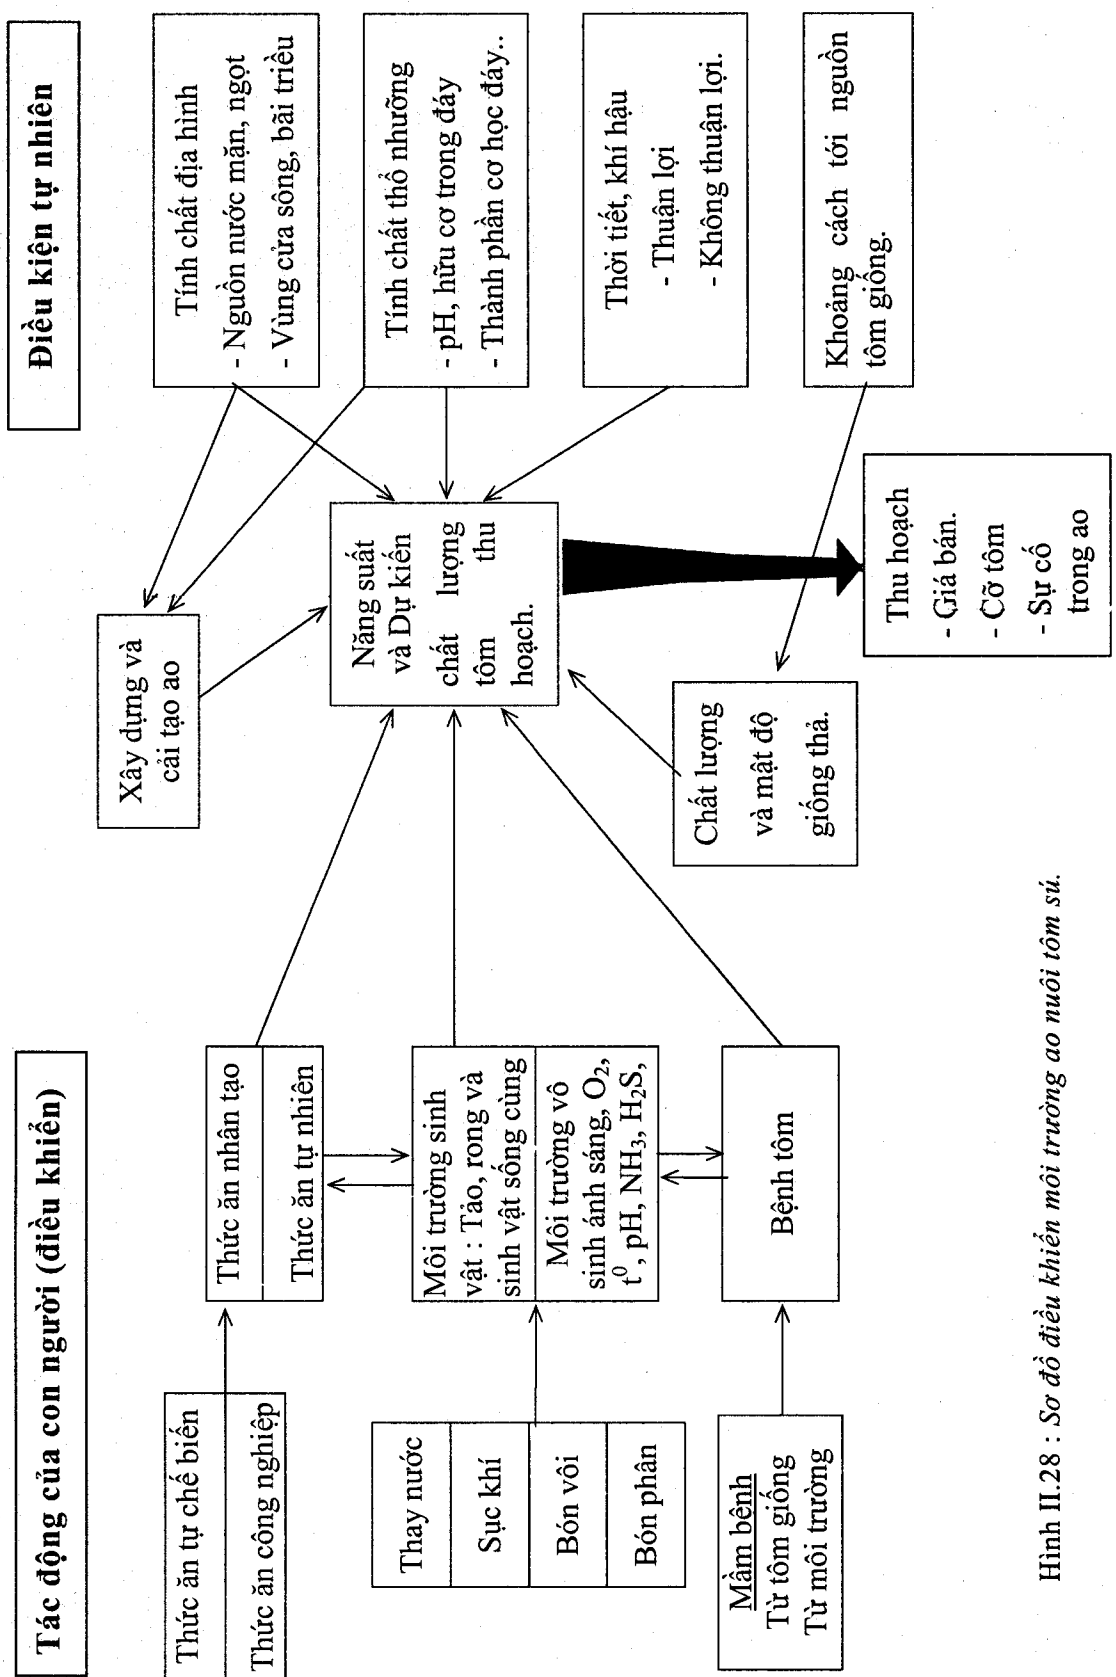 Tác động của con người (điều khiển)
Điều kiện tự nhiên
Thức ăn tự chế biến
Thức ăn công nghiệp
Thức ăn nhân tạo
Thức ăn tự nhiên
Xây dựng và
cải tạo ao
Tính chất địa hình
- Nguồn nước mặn, ngọt
- Vùng cửa sông, bãi triều
Thay nước
Sục khí
Bón vôi
Bón phân
Môi trường sinh
vật : Tảo, rong và
sinh vật sống cùng
Môi trường vô
sinh ánh sáng, O₂,
t⁰, pH, NH₃, H₂S,
Năng suất
và Dự kiến
chất lượng
tôm thu
hoạch.
Tính chất thổ nhưỡng
- pH, hữu cơ trong đáy
- Thành phần cơ học đáy..
Thời tiết, khí hậu
- Thuận lợi
- Không thuận lợi.
Mầm bênh
Từ tôm giống
Từ môi trường
Bệnh tôm
Chất lượng
và mật độ
giống thả.
Khoảng cách tới nguồn
tôm giống.
Thu hoạch
- Giá bán.
- Cỡ tôm
- Sự cố
trong ao
Hình II.28 : Sơ đồ điều khiển môi trường ao nuôi tôm sú.